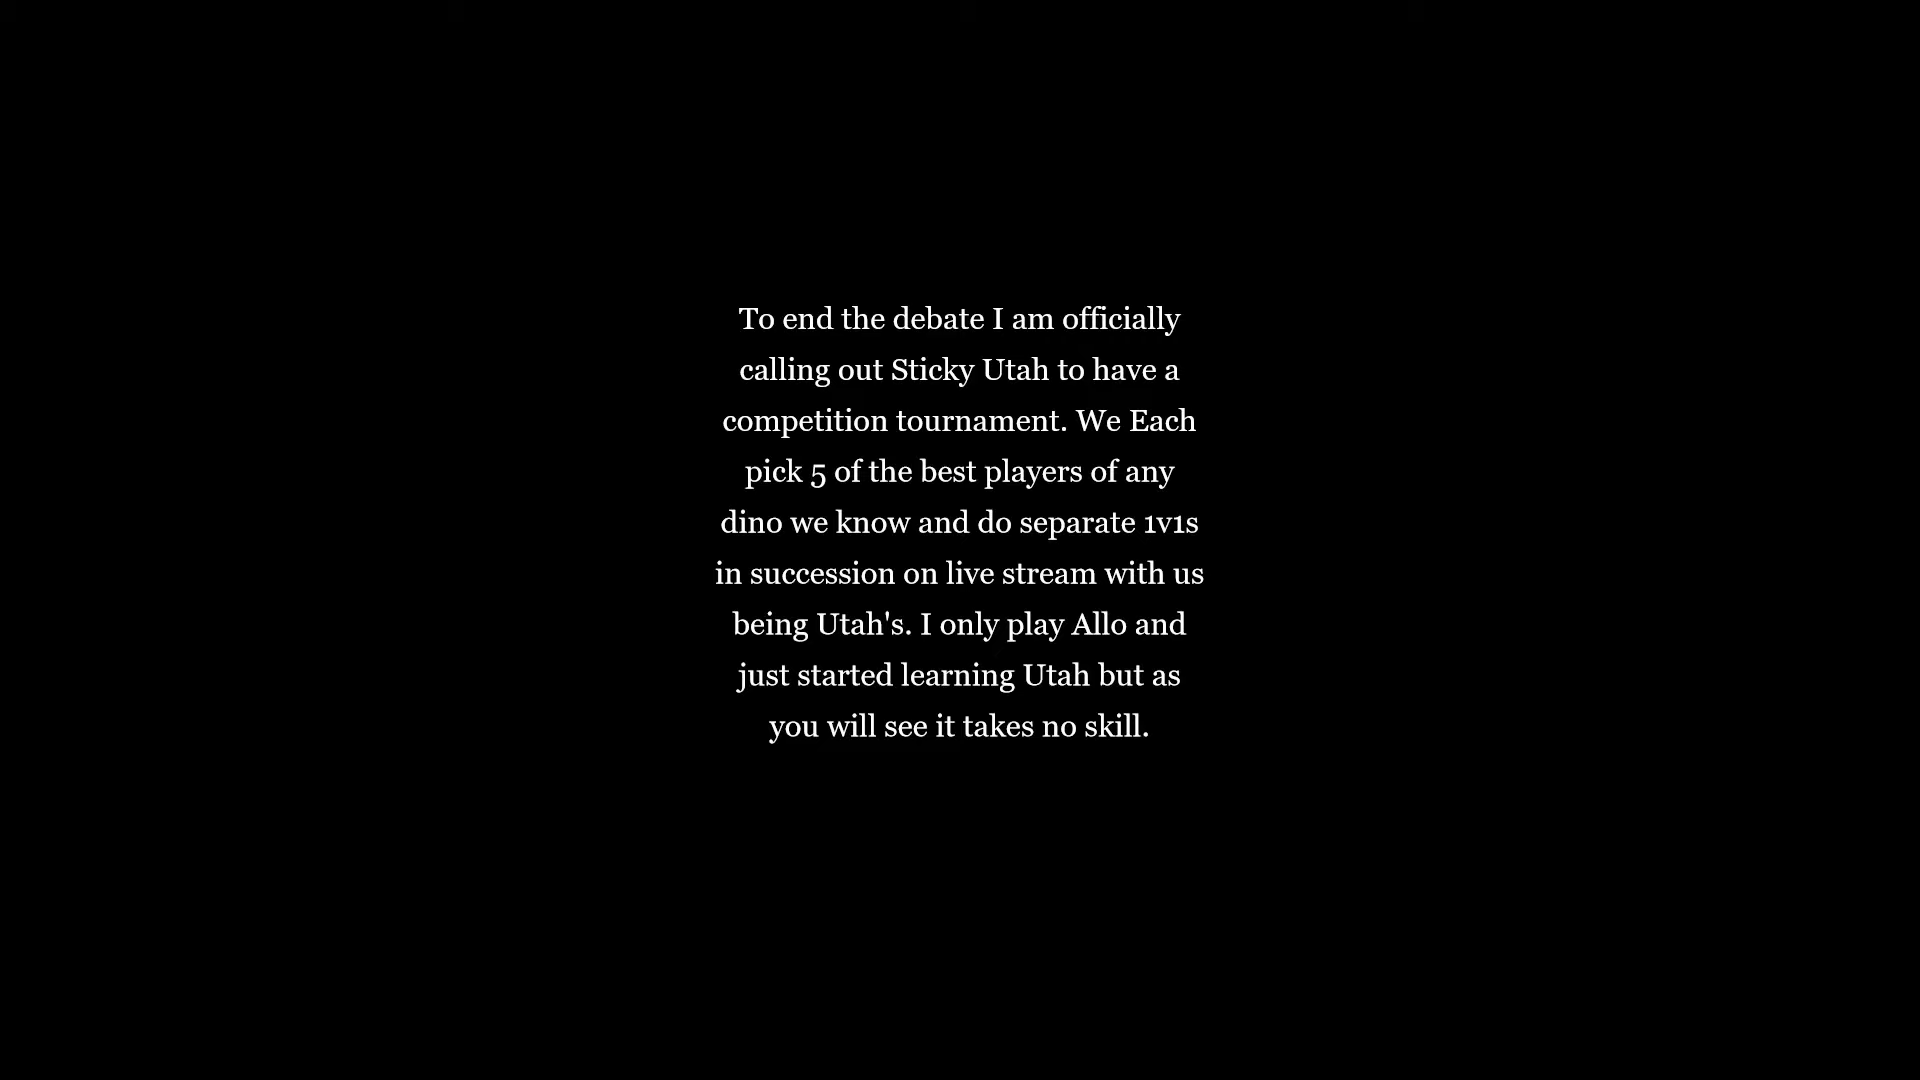 To end the debate I am officially
calling out Sticky Utah to have a
competition tournament. We Each
pick 5 of the best players of any
dino we know and do separate 1v1s
in succession on live stream with us
being Utah's. I only play Allo and
just started learning Utah but as
you will see it takes no skill.